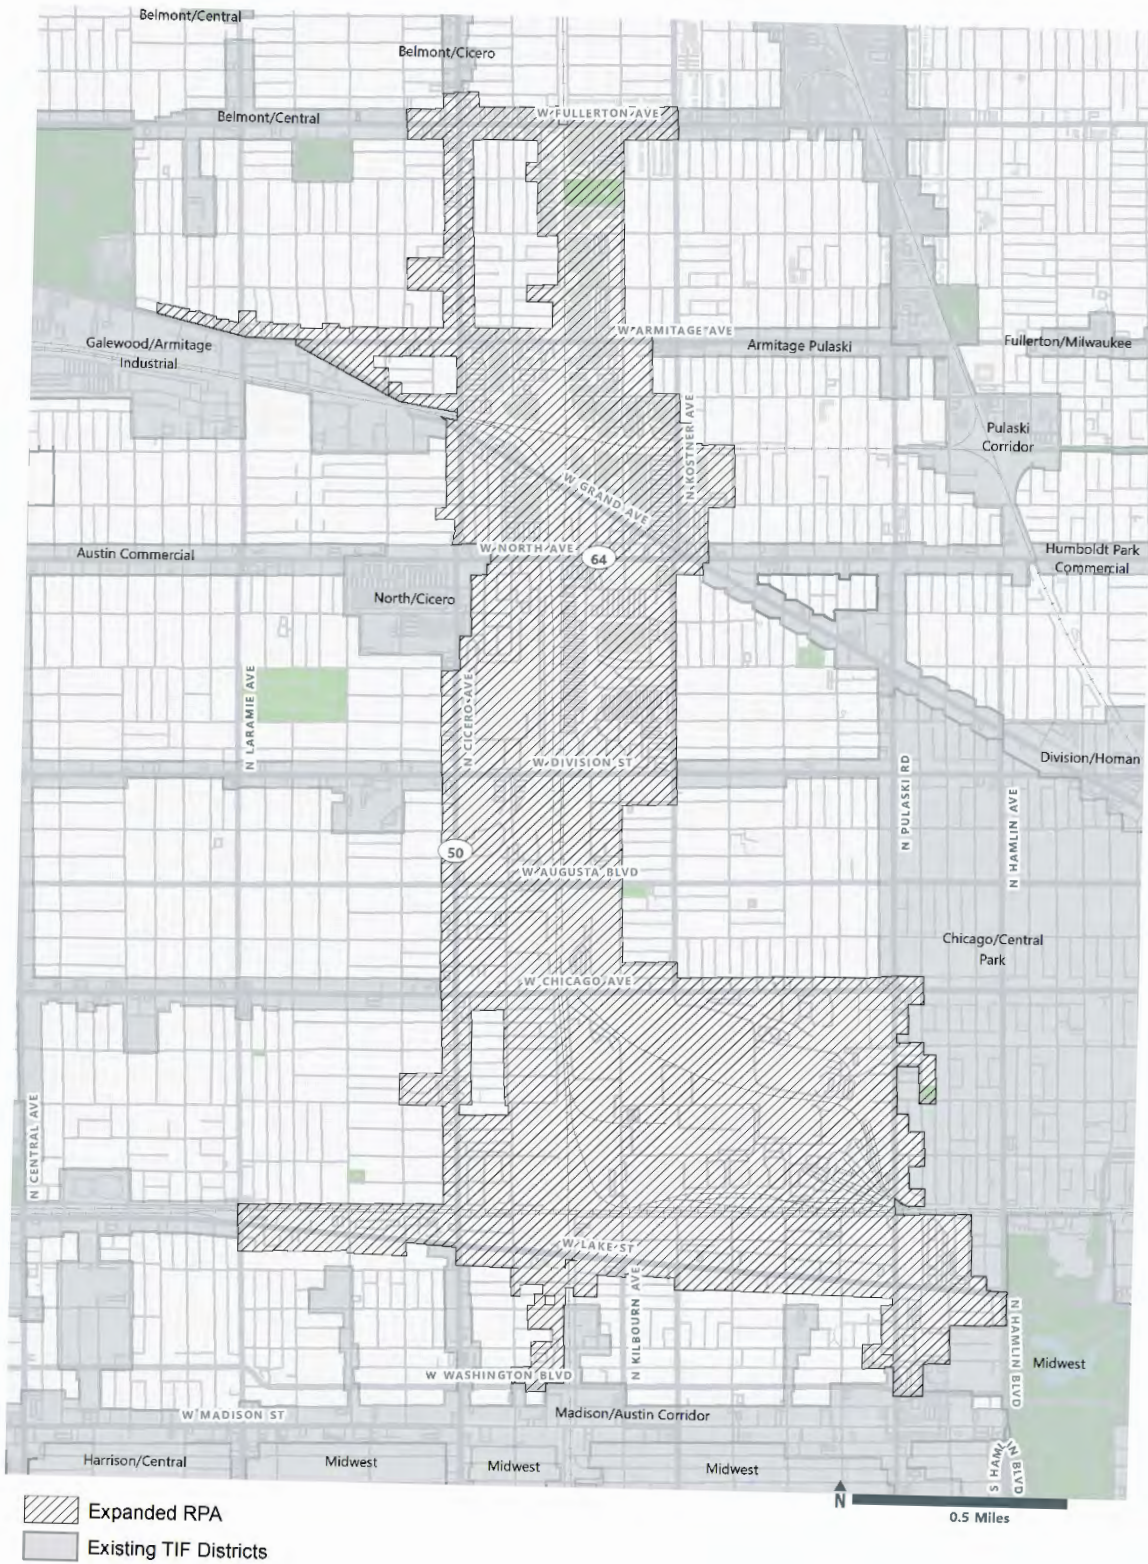 Belmont/Central
Belmont/Cicero
Belmont/Central
W FULLERTON AVE
W ARMITAGE AVE
Galewood/Armitage
Industrial
Armitage Pulaski
Fullerton/Milwaukee
N KOSTNER AVE
Pulaski
Corridor
W GRAND AVE
Austin Commercial
W NORTH AVE
64
Humboldt Park
Commercial
North/Cicero
N LARAMIE AVE
N CICERO AVE
W DIVISION ST
Division/Homan
N PULASKI RD
N HAMLIN AVE
50
W AUGUSTA BLVD
Chicago/Central
Park
W CHICAGO AVE
N CENTRAL AVE
W LAKE ST
N KILBOURN AVE
N HAMLIN BLVD
Midwest
W WASHINGTON BLVD
W MADISON ST
Madison/Austin Corridor
Harrison/Central
Midwest
Midwest
Midwest
S HAMLIN BLVD
N
0.5 Miles
Expanded RPA
Existing TIF Districts